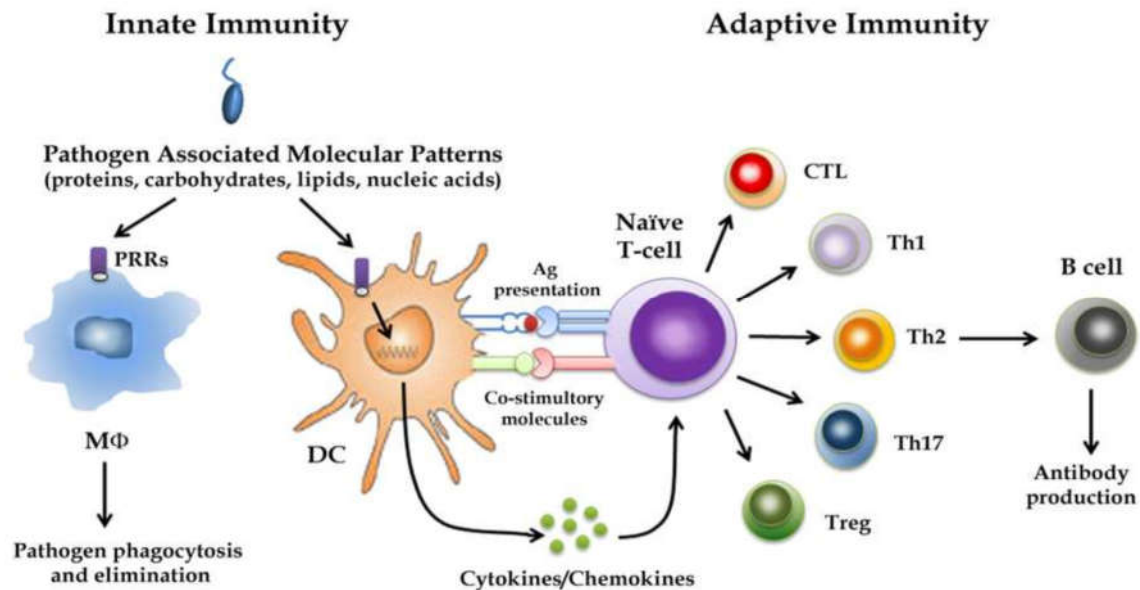 Innate Immunity
Adaptive Immunity
Pathogen Associated Molecular Patterns
(proteins, carbohydrates, lipids, nucleic acids)
PRRs
MΦ
Pathogen phagocytosis
and elimination
DC
Ag
presentation
Co-stimultory
molecules
Cytokines/Chemokines
Naïve
T-cell
CTL
Th1
Th2
Th17
Treg
B cell
Antibody
production